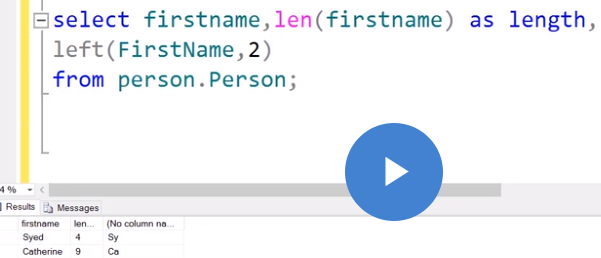 select firstname,len(firstname) as length,
left(FirstName,2)
from person.Person;
4 %
Results Messages
firstname len... (No column na...
Syed 4 Sy
Catherine 9 Ca